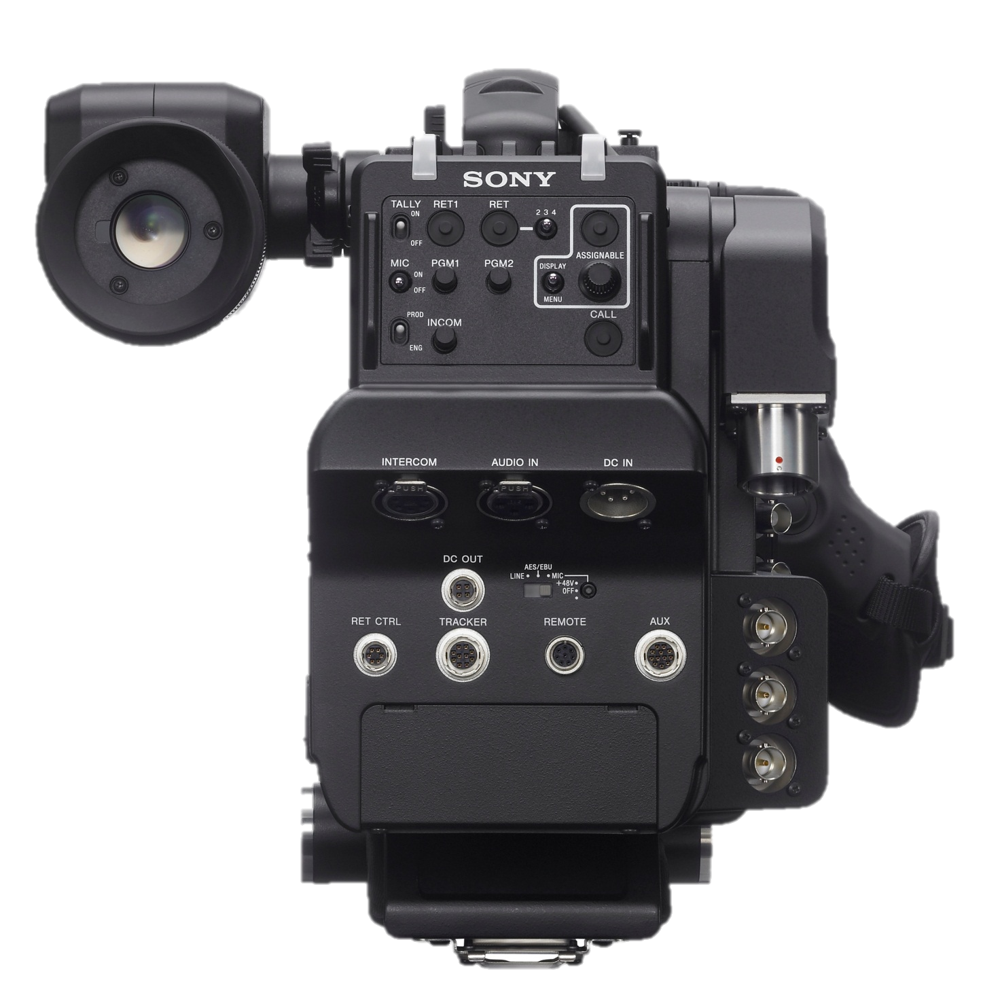 SONY
TALLY RET1 RET 2 3 4
ON
OFF
ASSIGNABLE
MIC PGM1 PGM2 DISPLAY
ON
OFF
MENU
CALL
PROD
INCOM
ENG
INTERCOM AUDIO IN DC IN
PUSH PUSH
DC OUT
AES/EBU
LINE MIC
+48V
OFF
RET CTRL TRACKER REMOTE AUX